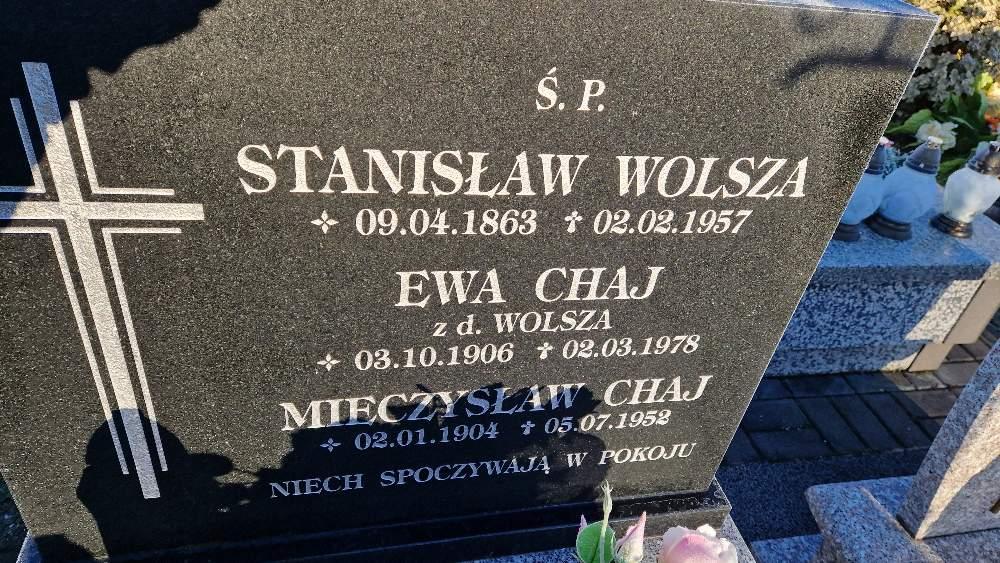 Ś. P.
STANISŁAW WOLSZA
✧ 09.04.1863 ✝ 02.02.1957
EWA CHAJ
z d. WOLSZA
✧ 03.10.1906 ✝ 02.03.1978
MIECZYSŁAW CHAJ
✧ 02.01.1904 ✝ 05.07.1952
NIECH SPOCZYWAJĄ W POKOJU